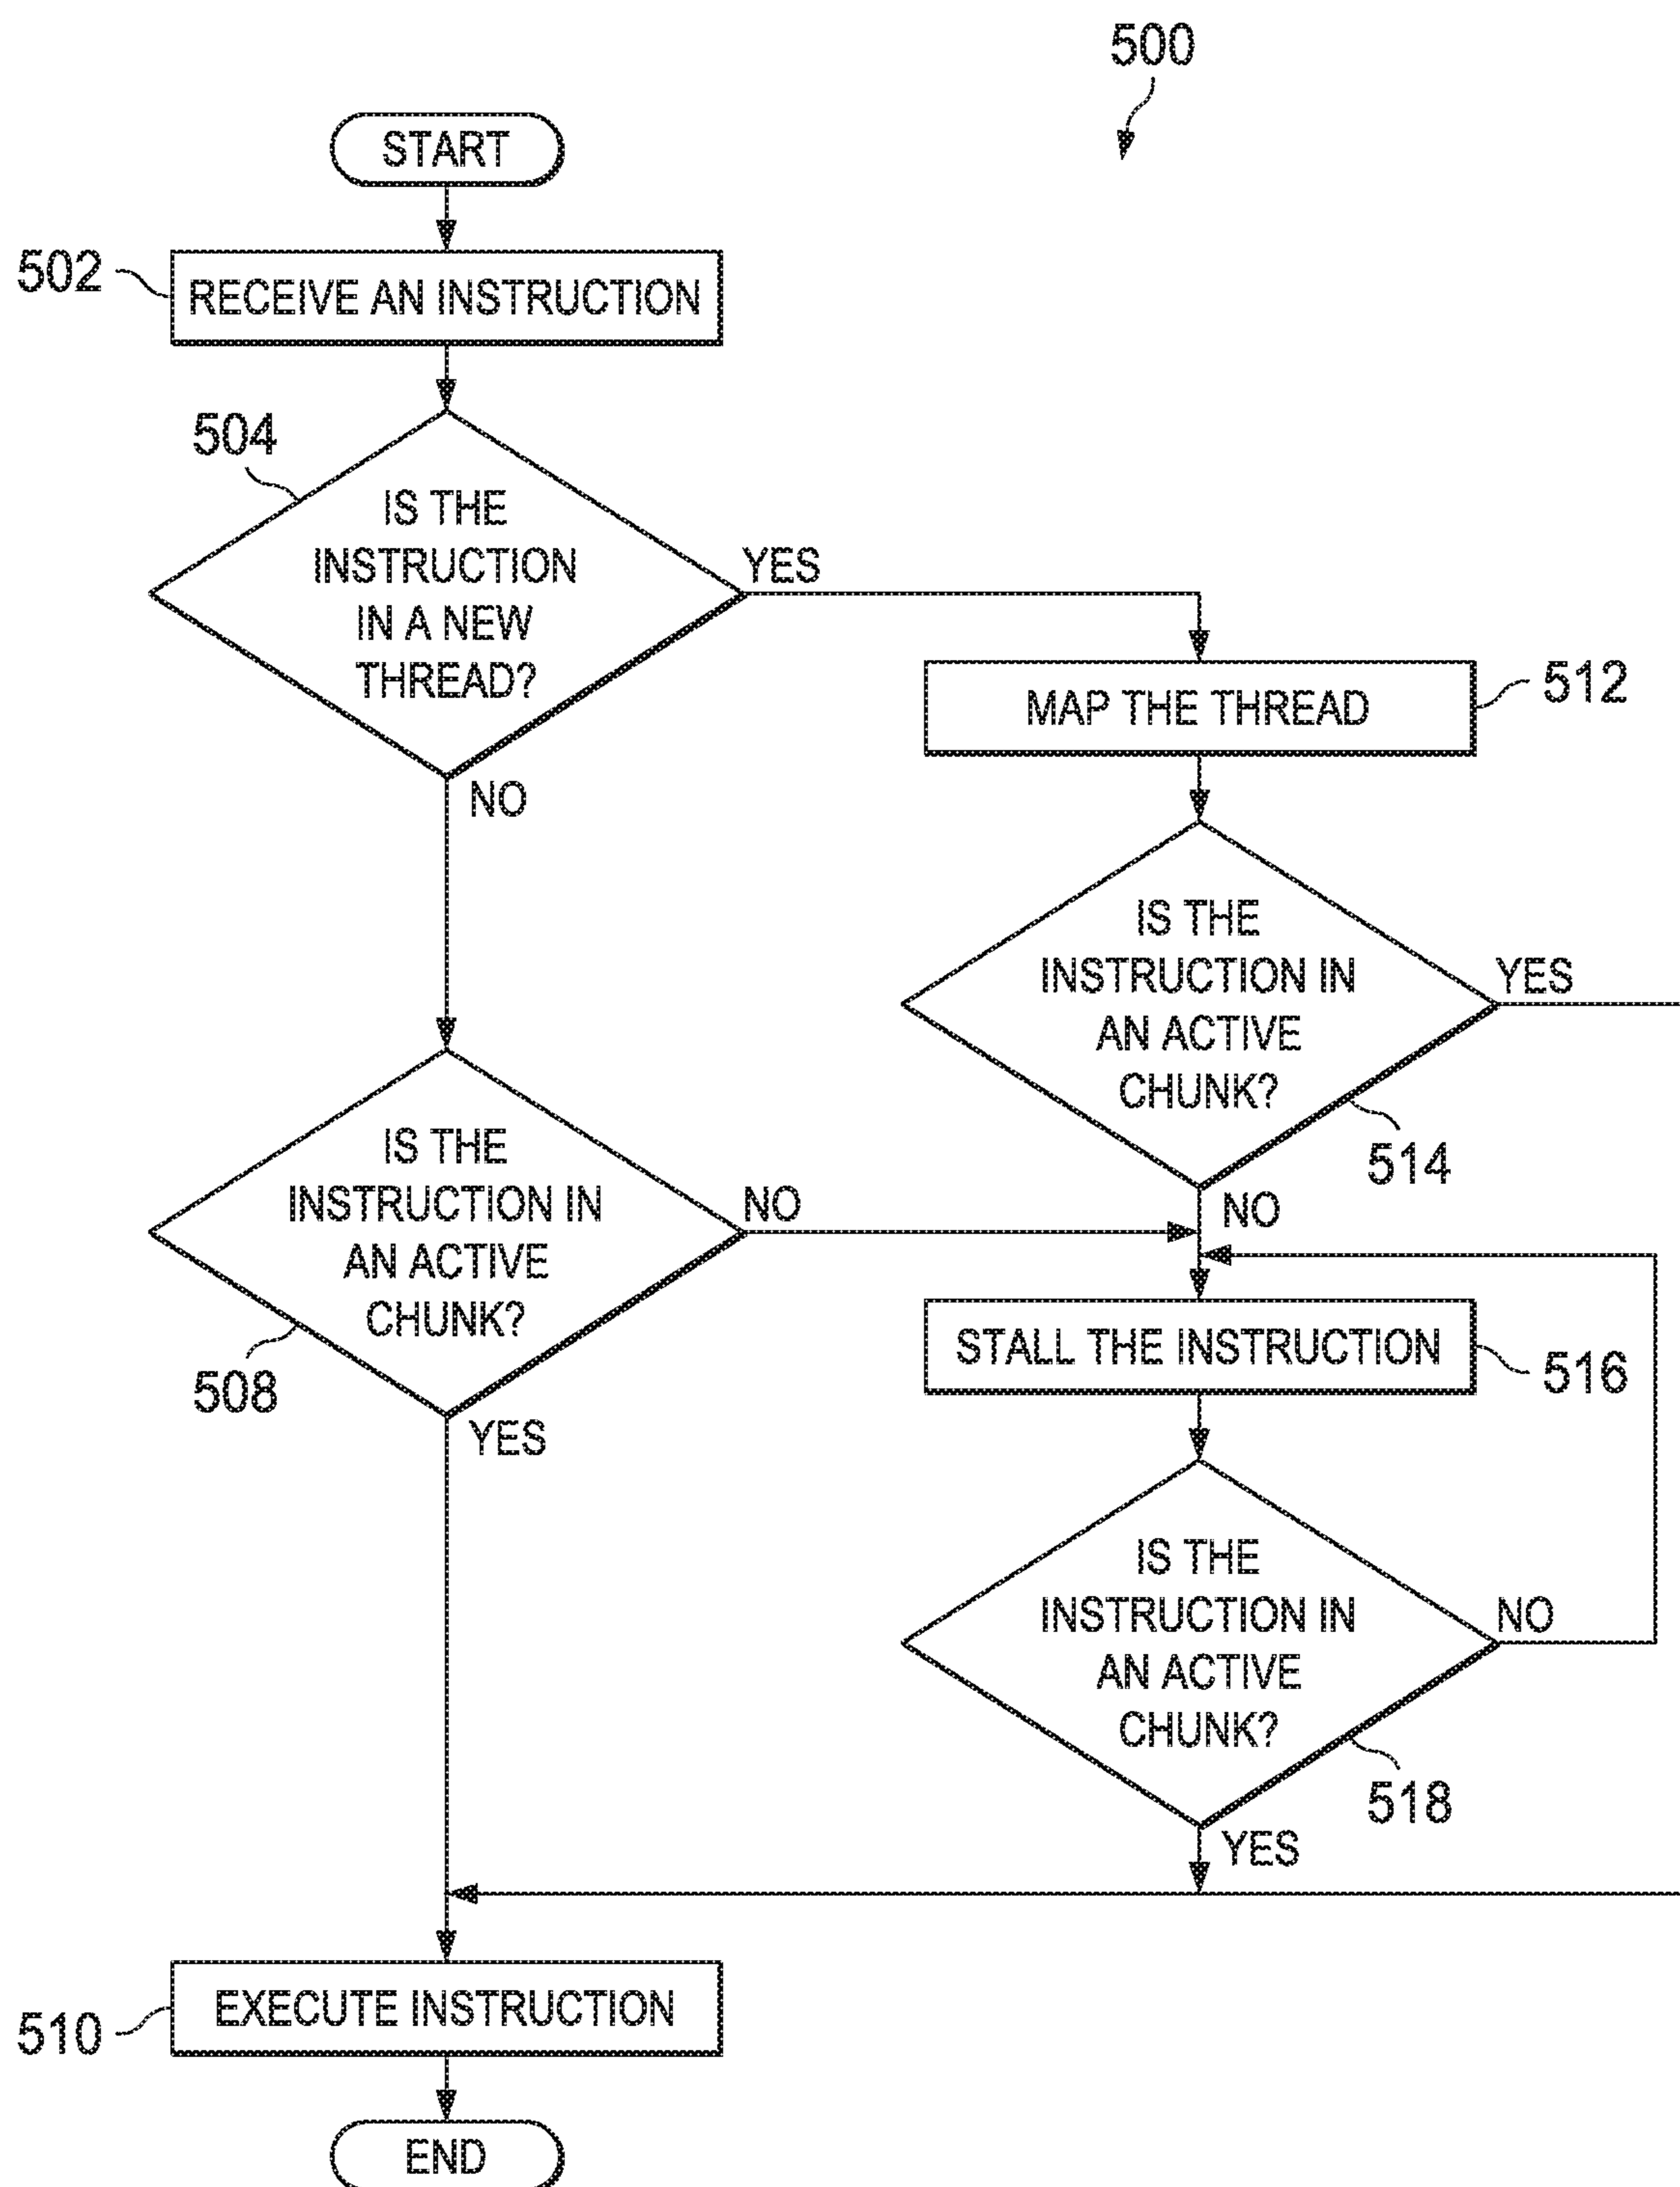 500
START
502
RECEIVE AN INSTRUCTION
504
IS THE
INSTRUCTION
IN A NEW
THREAD?
YES
NO
MAP THE THREAD
512
IS THE
INSTRUCTION IN
AN ACTIVE
CHUNK?
YES
514
NO
IS THE
INSTRUCTION IN
AN ACTIVE
CHUNK?
NO
508
YES
STALL THE INSTRUCTION
516
IS THE
INSTRUCTION IN
AN ACTIVE
CHUNK?
NO
518
YES
510
EXECUTE INSTRUCTION
END